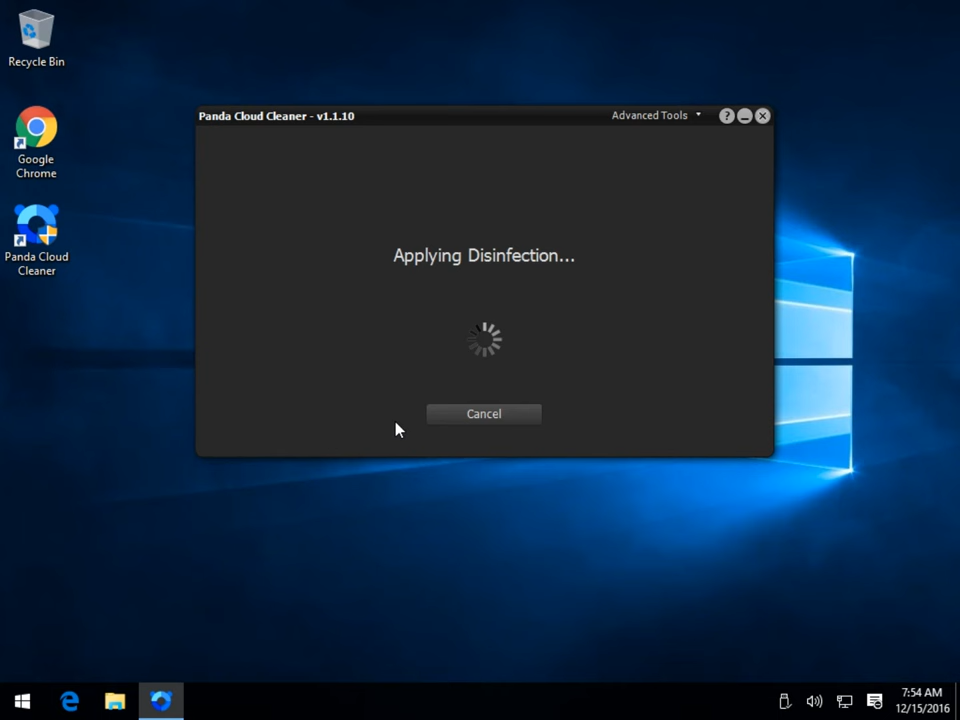 Recycle Bin
Google
Chrome
Panda Cloud
Cleaner
Panda Cloud Cleaner - v1.1.10
Advanced Tools
?
Applying Disinfection...
Cancel
7:54 AM
12/15/2016